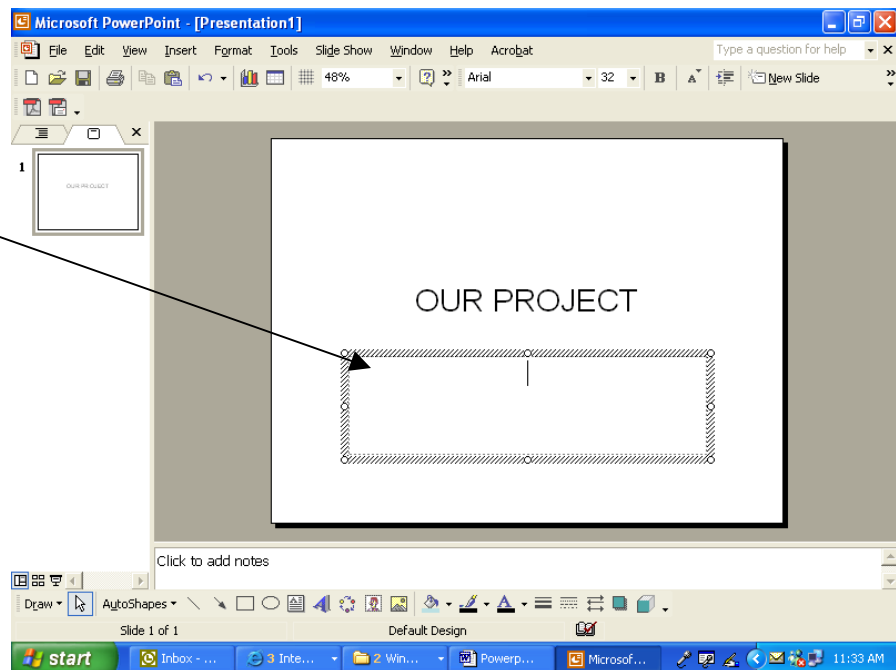 Microsoft PowerPoint - [Presentation1]
File Edit View Insert Format Tools Slide Show Window Help Acrobat Type a question for help
48% Arial 32 B A New Slide
1
OUR PROJECT
OUR PROJECT
Click to add notes
Draw AutoShapes
Slide 1 of 1 Default Design
start Inbox - ... 3 Inte... 2 Win... Powerp... Microsof... 11:33 AM